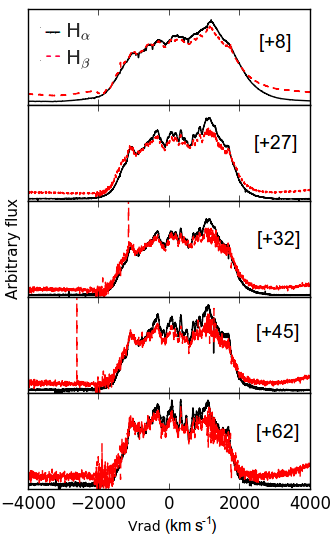 Hα
Hβ
[+8]
[+27]
[+32]
[+45]
[+62]
Arbitrary flux
−4000 −2000 0 2000 4000
Vrad (km s⁻¹)